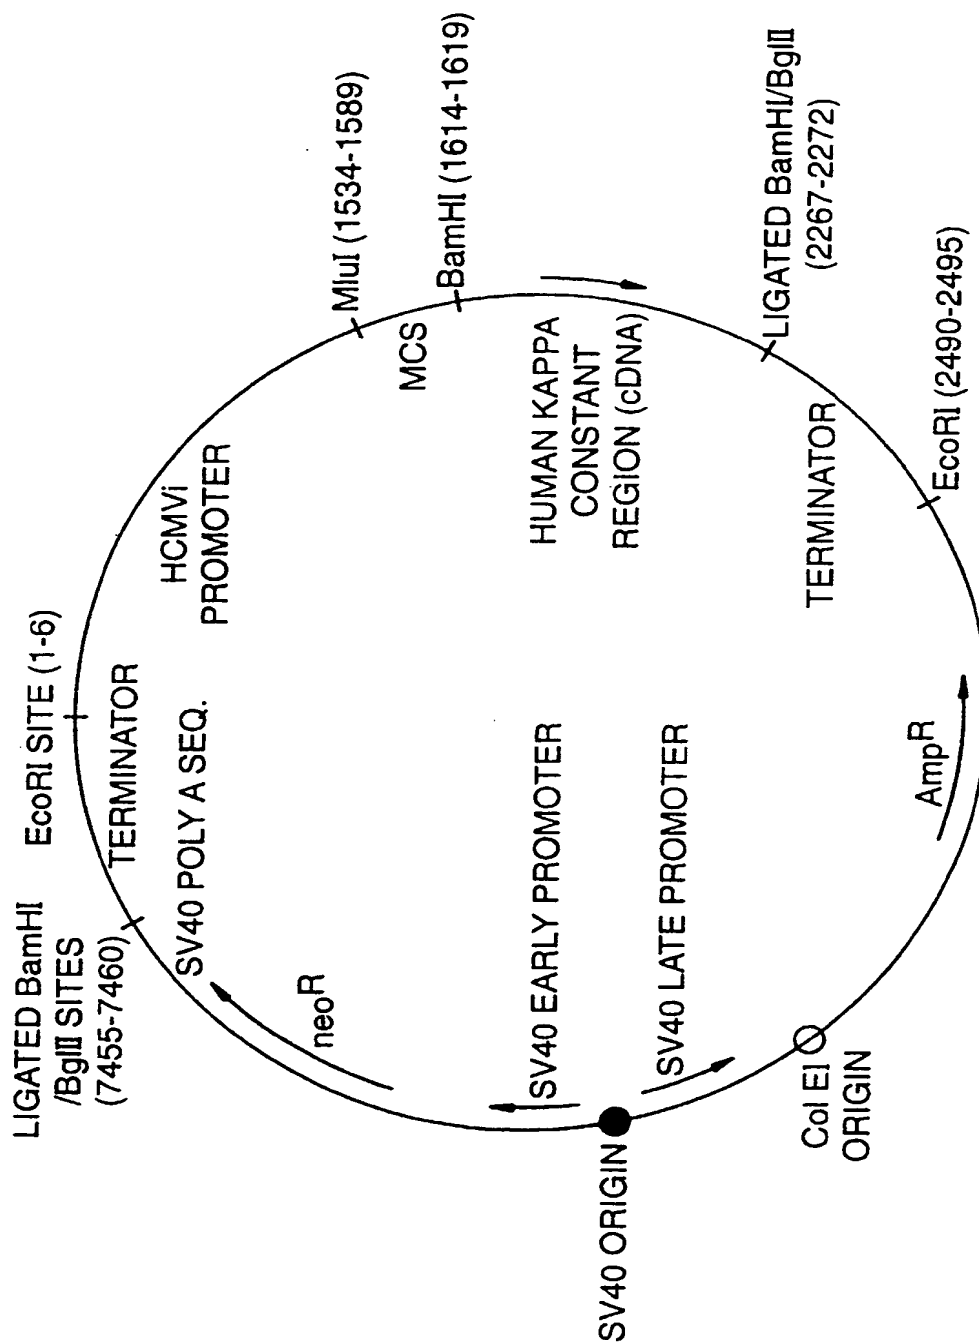 LIGATED BamHI
/BglII SITES
(7455-7460)
EcoRI SITE (1-6)
TERMINATOR
SV40 POLY A SEQ.
neoR
HCMVi
PROMOTER
MluI (1534-1589)
MCS
BamHI (1614-1619)
HUMAN KAPPA
CONSTANT
REGION (cDNA)
LIGATED BamHI/BglII
(2267-2272)
TERMINATOR
EcoRI (2490-2495)
SV40 EARLY PROMOTER
SV40 LATE PROMOTER
SV40 ORIGIN
Col EI
ORIGIN
AmpR